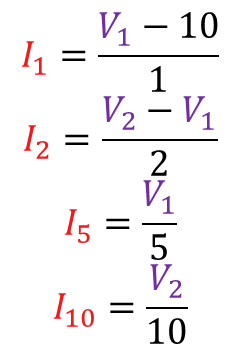 I₁ = (V₁ − 10)/1
I₂ = (V₂ − V₁)/2
I₅ = V₁/5
I₁₀ = V₂/10